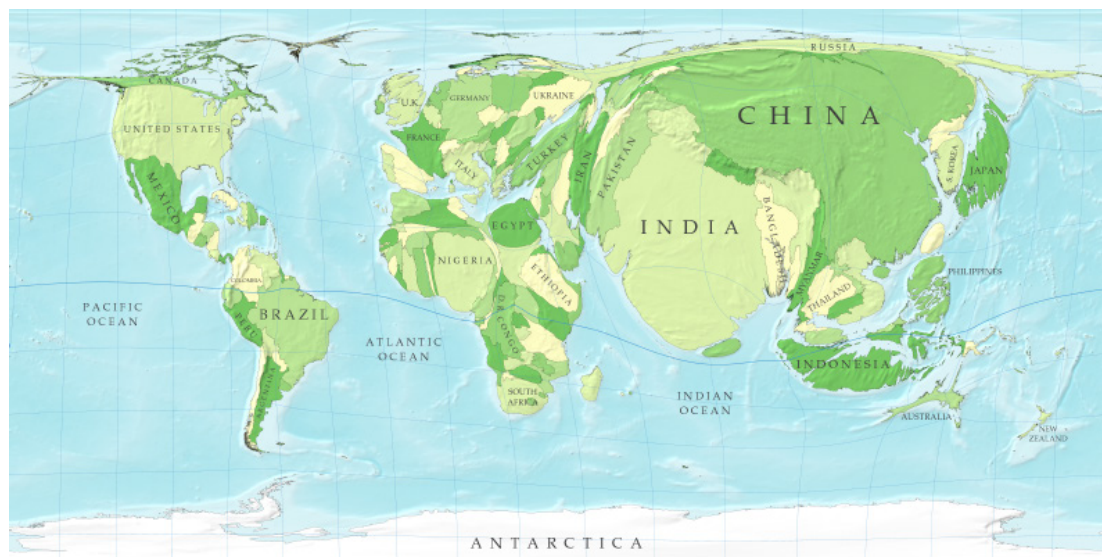 RUSSIA
CANADA
UNITED STATES
MEXICO
U.K.
GERMANY
UKRAINE
FRANCE
ITALY
TURKEY
IRAN
PAKISTAN
CHINA
S. KOREA
JAPAN
EGYPT
INDIA
BANGLADESH
MYANMAR
THAILAND
PHILIPPINES
NIGERIA
ETHIOPIA
D.R. CONGO
COLOMBIA
PERU
BRAZIL
PACIFIC
OCEAN
ATLANTIC
OCEAN
ARGENTINA
SOUTH
AFRICA
INDIAN
OCEAN
INDONESIA
AUSTRALIA
NEW
ZEALAND
ANTARCTICA